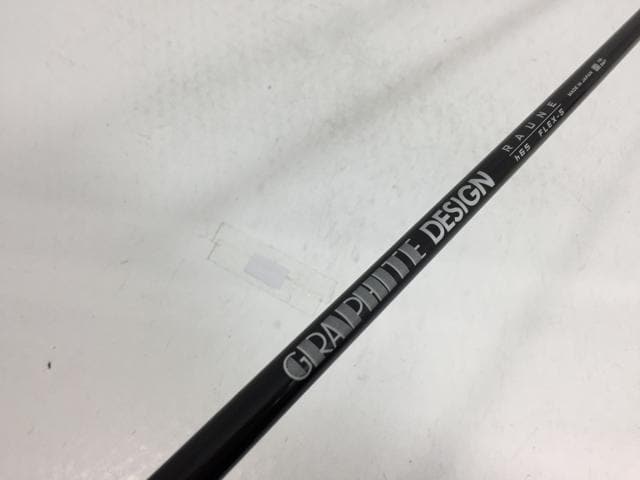 GRAPHITE DESIGN
RAUNE
h65 FLEX-S
MADE IN JAPAN